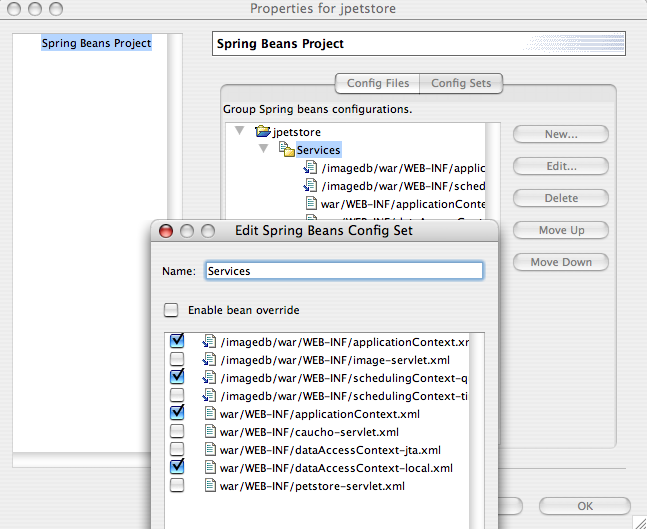 Properties for jpetstore
Spring Beans Project
Spring Beans Project
Config Files
Config Sets
Group Spring beans configurations.
jpetstore
Services
/imagedb/war/WEB-INF/applic
/imagedb/war/WEB-INF/sched
war/WEB-INF/applicationConte
New...
Edit...
Delete
Move Up
Move Down
Edit Spring Beans Config Set
Name: Services
Enable bean override
/imagedb/war/WEB-INF/applicationContext.xm
/imagedb/war/WEB-INF/image-servlet.xml
/imagedb/war/WEB-INF/schedulingContext-q
/imagedb/war/WEB-INF/schedulingContext-ti
war/WEB-INF/applicationContext.xml
war/WEB-INF/caucho-servlet.xml
war/WEB-INF/dataAccessContext-jta.xml
war/WEB-INF/dataAccessContext-local.xml
war/WEB-INF/petstore-servlet.xml
OK